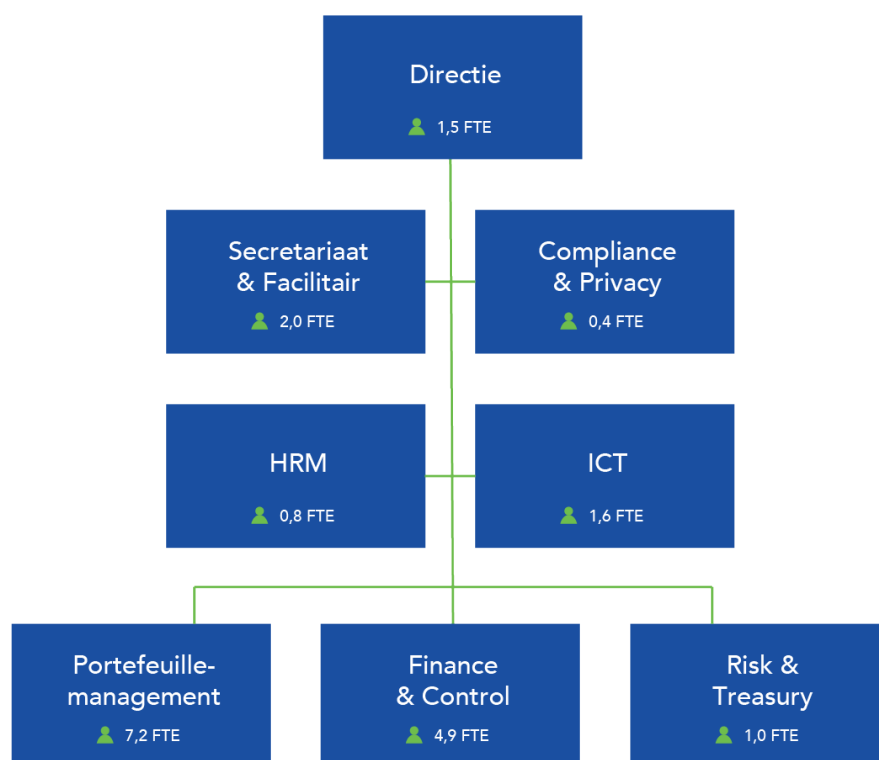 Directie
1,5 FTE
Secretariaat
& Facilitair
2,0 FTE
Compliance
& Privacy
0,4 FTE
HRM
0,8 FTE
ICT
1,6 FTE
Portefeuille-
management
7,2 FTE
Finance
& Control
4,9 FTE
Risk &
Treasury
1,0 FTE